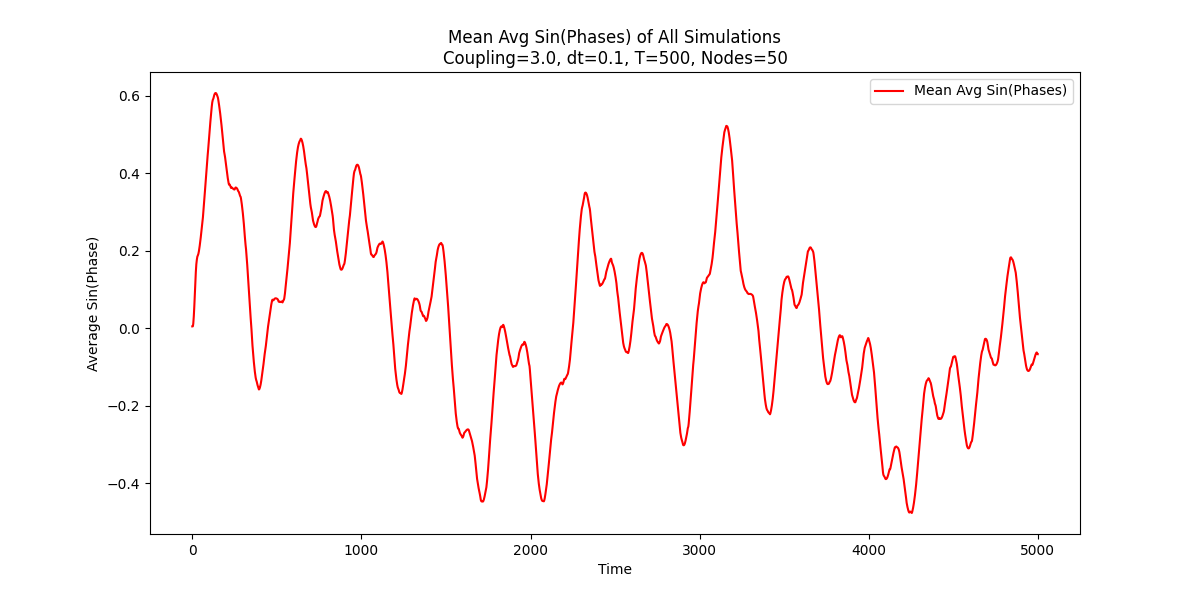 Mean Avg Sin(Phases) of All Simulations
Coupling=3.0, dt=0.1, T=500, Nodes=50
Mean Avg Sin(Phases)
Average Sin(Phase)
0.6
0.4
0.2
0.0
−0.2
−0.4
0 1000 2000 3000 4000 5000
Time